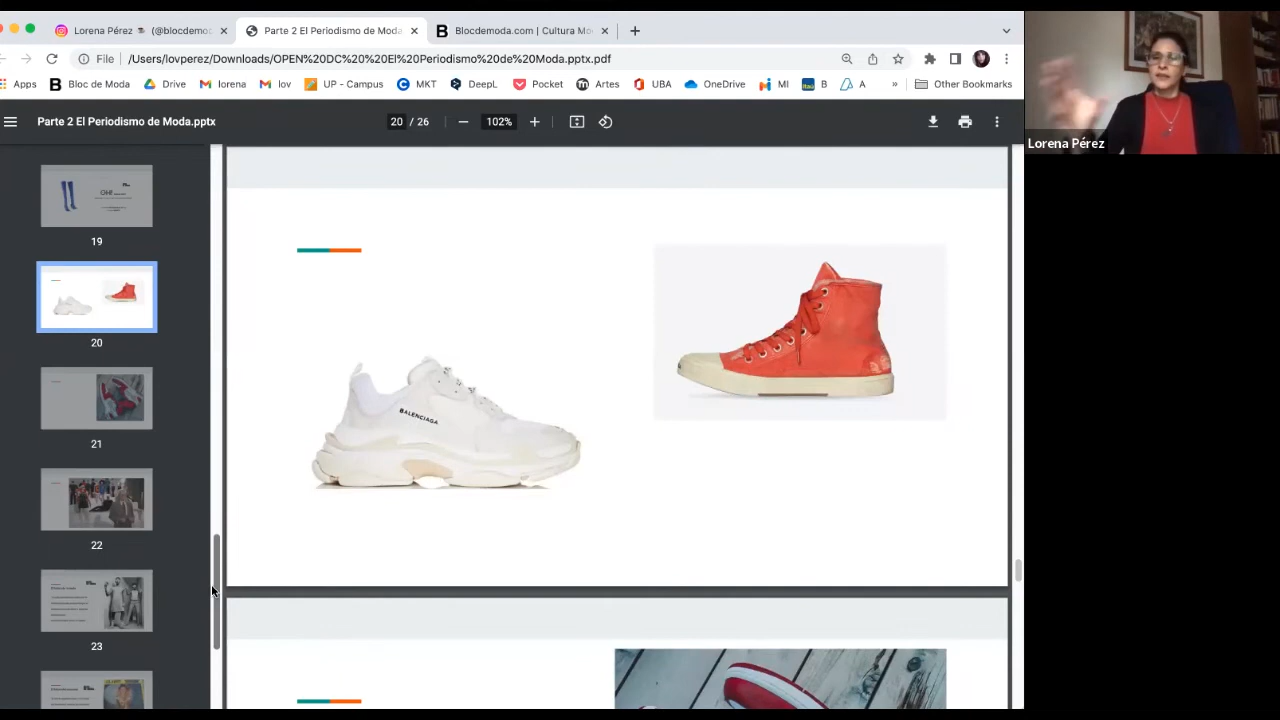 Lorena Pérez (@blocdemo
Parte 2 El Periodismo de Moda.
B Blocdemoda.com | Cultura Mo
File
/Users/lovperez/Downloads/OPEN%20DC%20%20El%20Periodismo%20de%20Moda.pptx.pdf
Apps
B Bloc de Moda
Drive
lorena
lov
UP - Campus
MKT
DeepL
Pocket
Artes
UBA
OneDrive
MI
B
A
»
Other Bookmarks
Parte 2 El Periodismo de Moda.pptx
20 / 26
102%
Lorena Pérez
19
20
21
22
23
BALENCIAGA